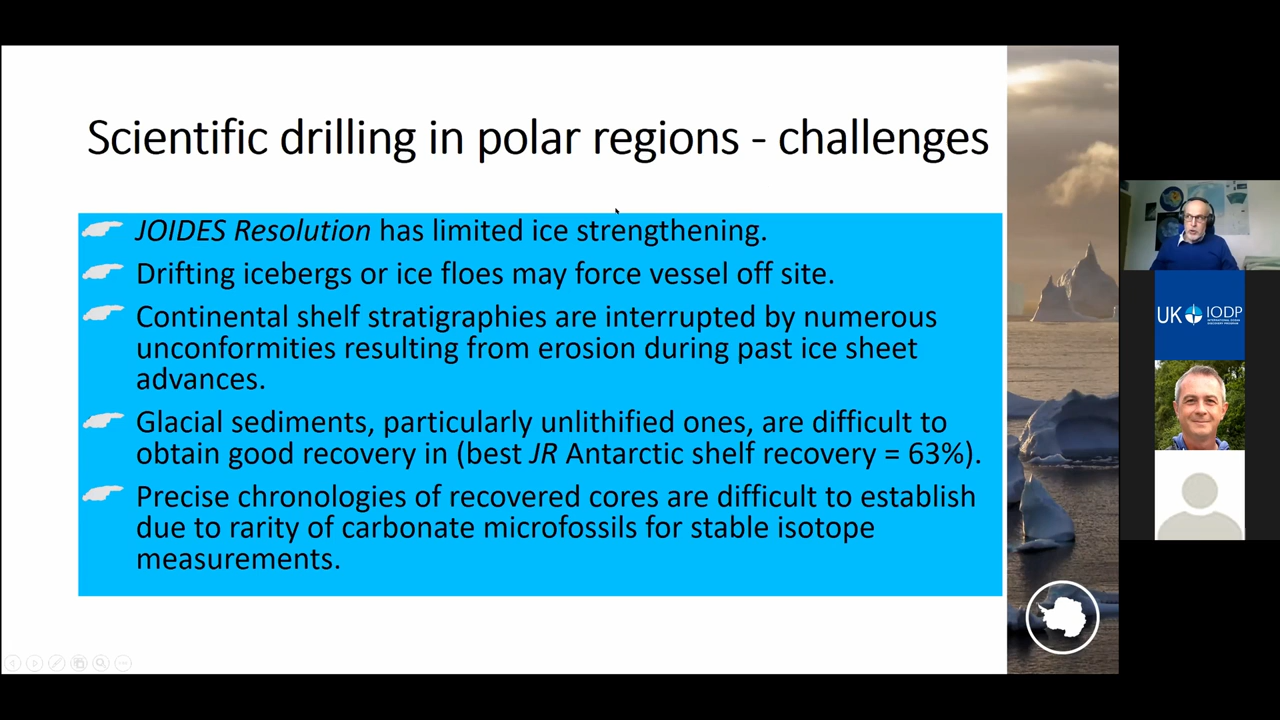 Scientific drilling in polar regions - challenges
JOIDES Resolution has limited ice strengthening.
Drifting icebergs or ice floes may force vessel off site.
Continental shelf stratigraphies are interrupted by numerous
unconformities resulting from erosion during past ice sheet
advances.
Glacial sediments, particularly unlithified ones, are difficult to
obtain good recovery in (best JR Antarctic shelf recovery = 63%).
Precise chronologies of recovered cores are difficult to establish
due to rarity of carbonate microfossils for stable isotope
measurements.
UK IODP
INTERNATIONAL OCEAN
DISCOVERY PROGRAM